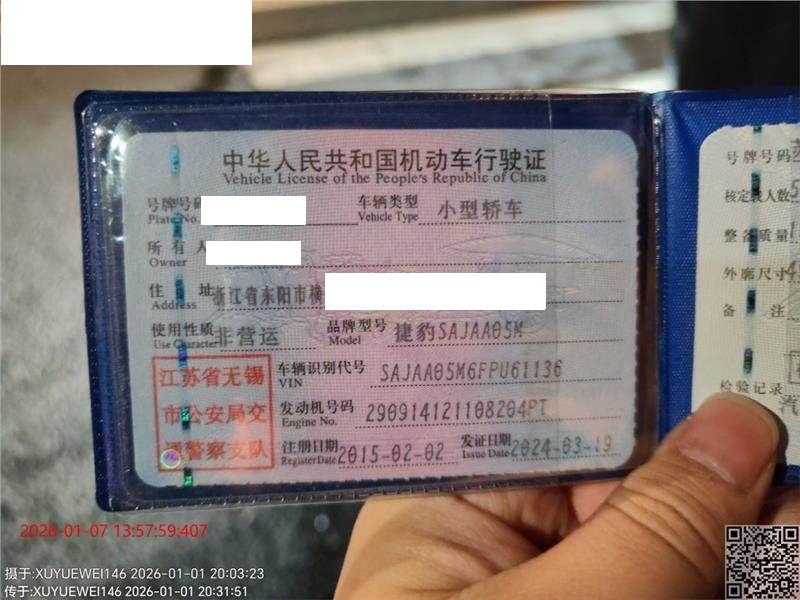 中华人民共和国机动车行驶证
Vehicle License of the People's Republic of China
号牌号码
Plate No.
车辆类型 小型轿车
Vehicle Type
所有人
Owner
住址 浙江省东阳市横
Address
使用性质 非营运
Use Character
品牌型号 捷豹SAJAA05M
Model
车辆识别代号 SAJAA05M6FPU61136
VIN
发动机号码 290914121108204PT
Engine No.
注册日期 2015-02-02
Register Date
发证日期 2024-03-19
Issue Date
江苏省无锡
市公安局交
通警察支队
号牌号码
核定载人数
整备质量
外廓尺寸
备注
检验记录
2026-01-07 13:57:59:407
摄于:XUYUEWEI146 2026-01-01 20:03:23
传于:XUYUEWEI146 2026-01-01 20:31:51